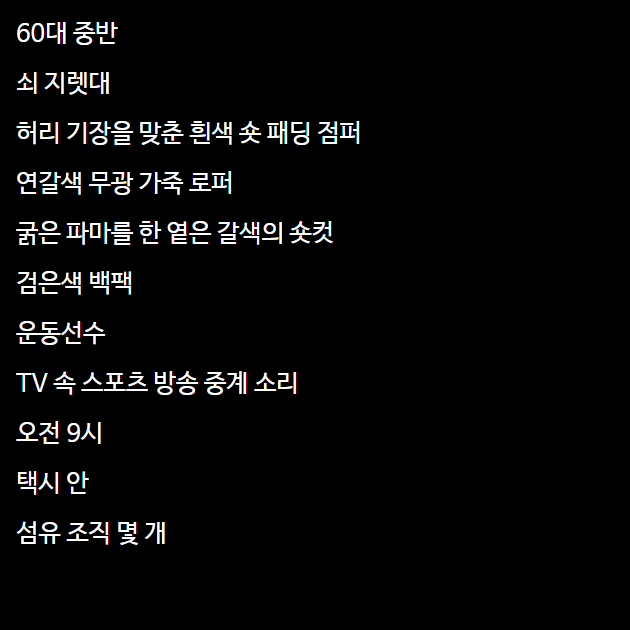 60대 중반
쇠 지렛대
허리 기장을 맞춘 흰색 숏 패딩 점퍼
연갈색 무광 가죽 로퍼
굵은 파마를 한 옅은 갈색의 숏컷
검은색 백팩
운동선수
TV 속 스포츠 방송 중계 소리
오전 9시
택시 안
섬유 조직 몇 개